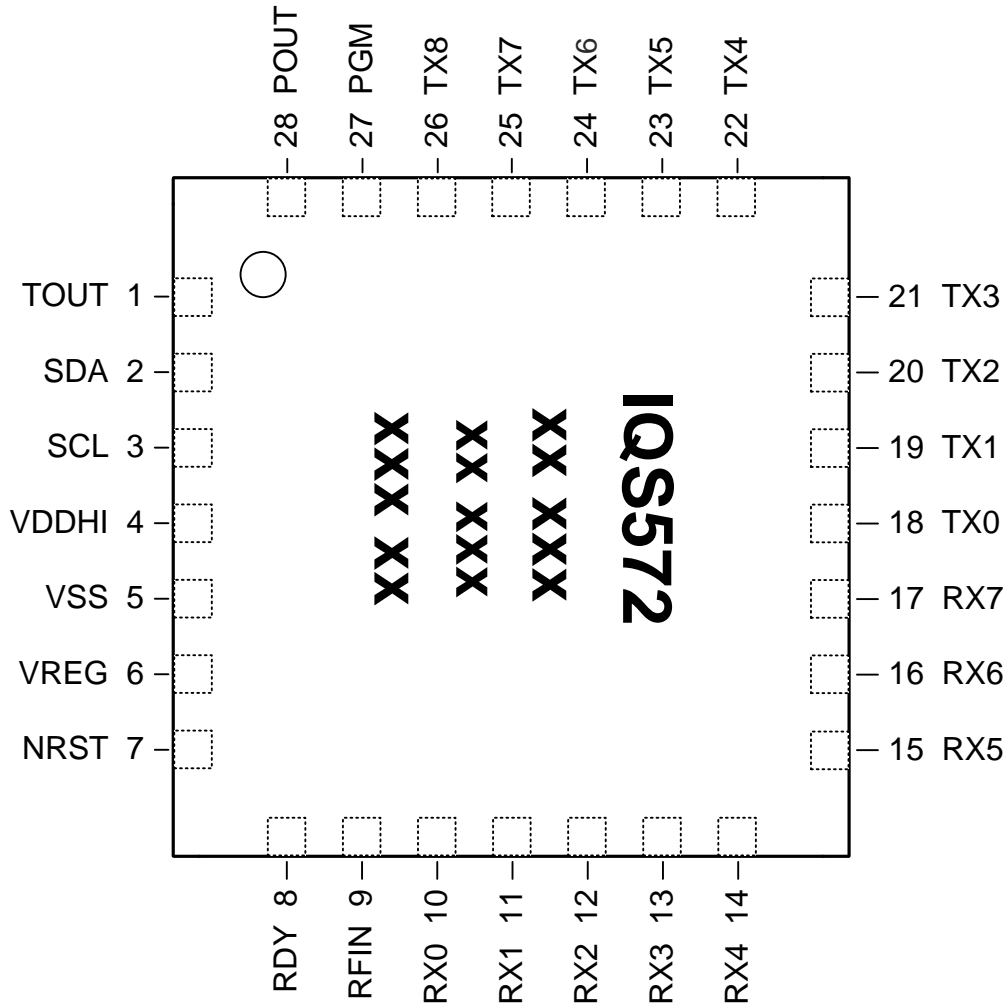 28 POUT
27 PGM
26 TX8
25 TX7
24 TX6
23 TX5
22 TX4
TOUT 1
SDA 2
SCL 3
VDDHI 4
VSS 5
VREG 6
NRST 7
21 TX3
20 TX2
19 TX1
18 TX0
17 RX7
16 RX6
15 RX5
IQS572
xx xxx xx
xxx xx
xxx xx
RDY 8
RFIN 9
RX0 10
RX1 11
RX2 12
RX3 13
RX4 14